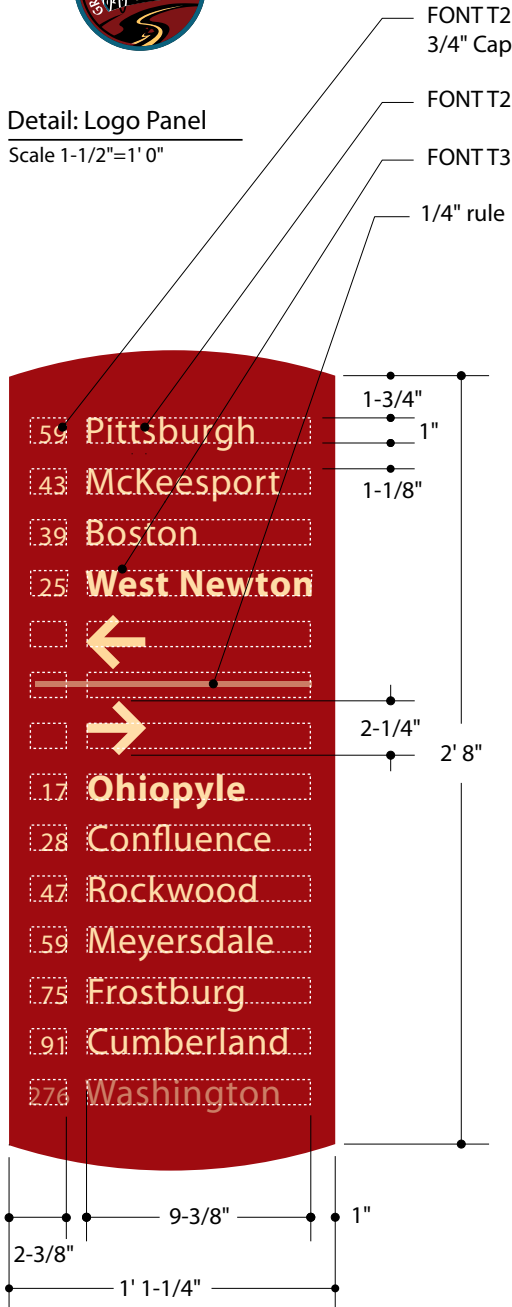 GR
FONT T2
3/4" Cap
Detail: Logo Panel
Scale 1-1/2"=1' 0"
FONT T2
FONT T3
1/4" rule
1-3/4"
59 Pittsburgh
1"
43 McKeesport
1-1/8"
39 Boston
25 West Newton
←
→
2-1/4"
2' 8"
17 Ohiopyle
28 Confluence
47 Rockwood
59 Meyersdale
75 Frostburg
91 Cumberland
276 Washington
9-3/8"
1"
2-3/8"
1' 1-1/4"